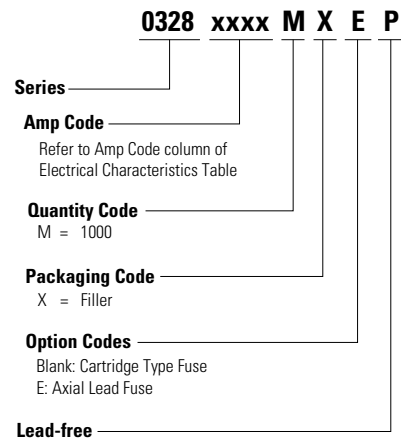 0328 xxxx M X E P
Series
Amp Code
Refer to Amp Code column of
Electrical Characteristics Table
Quantity Code
M = 1000
Packaging Code
X = Filler
Option Codes
Blank: Cartridge Type Fuse
E: Axial Lead Fuse
Lead-free